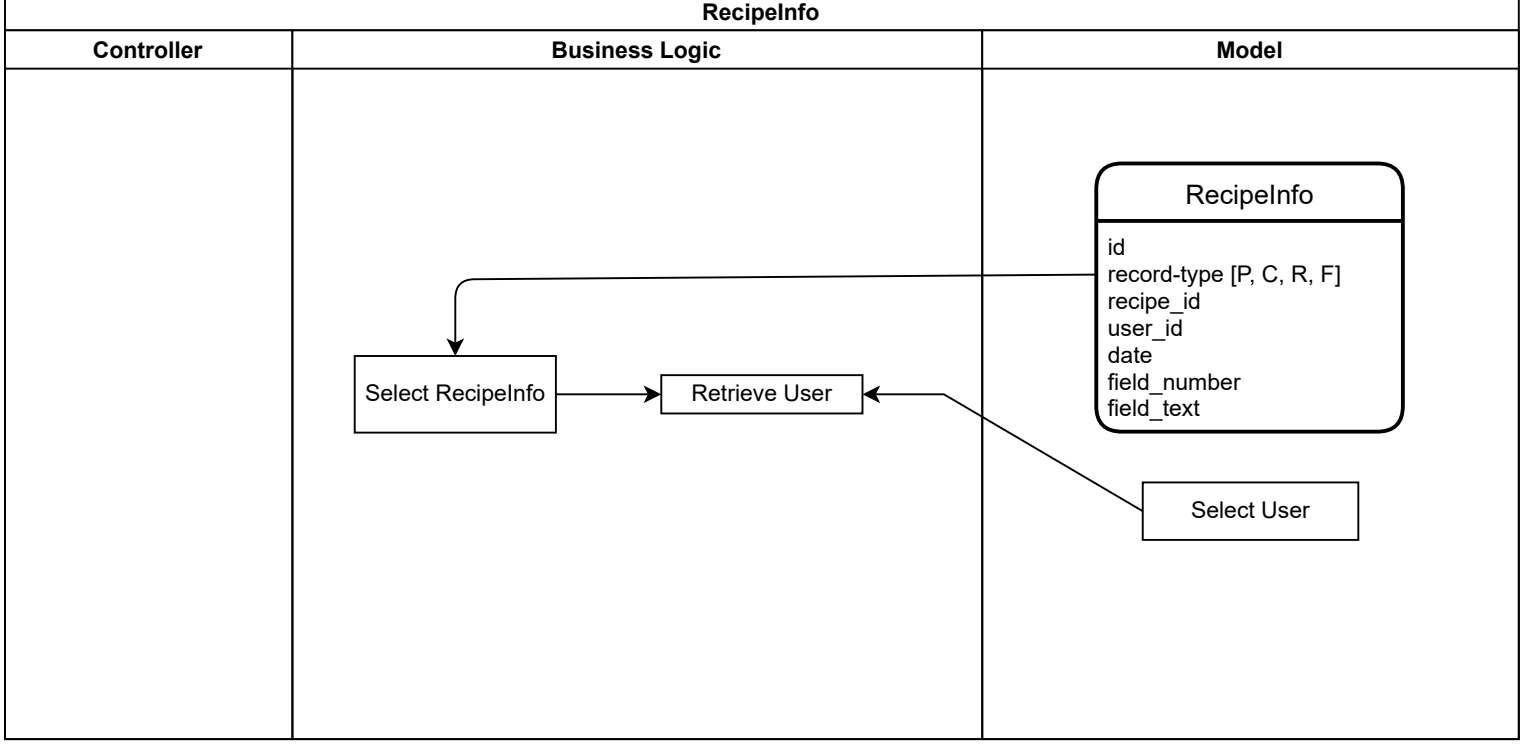 RecipeInfo
Controller
Business Logic
Model
RecipeInfo
id
record-type [P, C, R, F]
recipe_id
user_id
date
field_number
field_text
Select RecipeInfo
Retrieve User
Select User